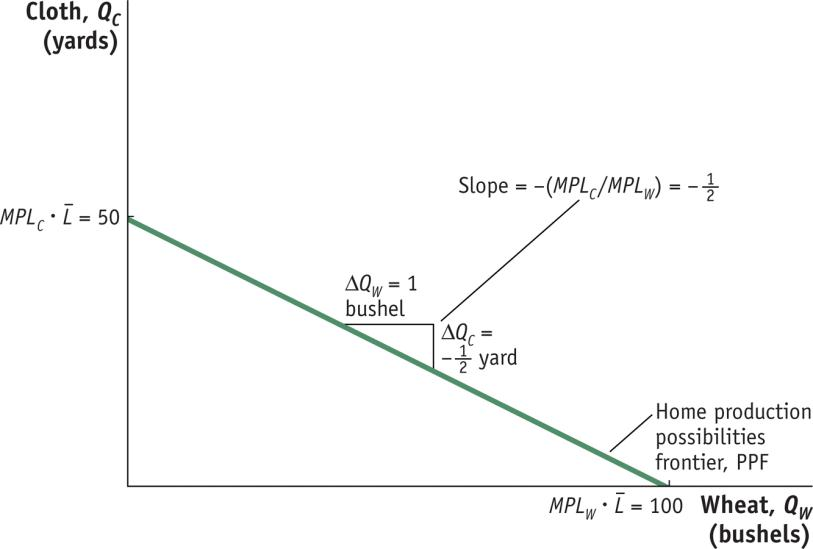 Cloth, Q_C
(yards)
Slope = –(MPL_C/MPL_W) = –1/2
MPL_C · L̄ = 50
ΔQ_W = 1
bushel
ΔQ_C =
–1/2 yard
Home production
possibilities
frontier, PPF
MPL_W · L̄ = 100
Wheat, Q_W
(bushels)